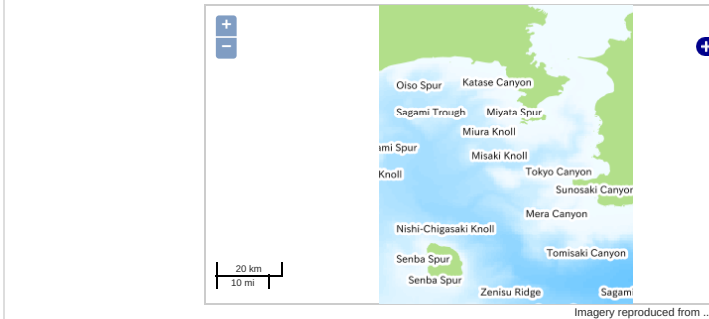 +
−
Oiso Spur
Katase Canyon
Sagami Trough
Miyata Spur
Miura Knoll
ami Spur
Misaki Knoll
Knoll
Tokyo Canyon
Sunosaki Canyon
Mera Canyon
Nishi-Chigasaki Knoll
Tomisaki Canyon
Senba Spur
Senba Spur
Zenisu Ridge
Sagami
20 km
10 mi
Imagery reproduced from ..